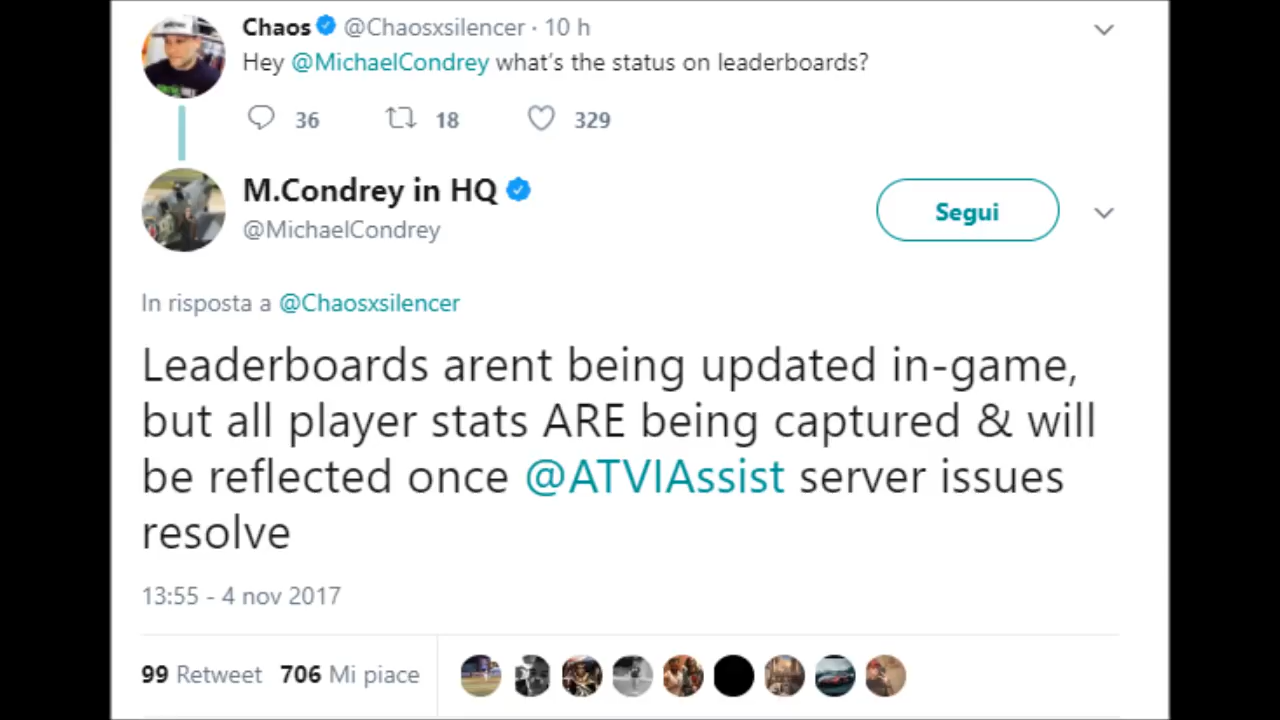 Chaos @Chaosxsilencer · 10 h
Hey @MichaelCondrey what's the status on leaderboards?
36 18 329
M.Condrey in HQ
@MichaelCondrey
Segui
In risposta a @Chaosxsilencer
Leaderboards arent being updated in-game,
but all player stats ARE being captured & will
be reflected once @ATVIAssist server issues
resolve
13:55 - 4 nov 2017
99 Retweet 706 Mi piace